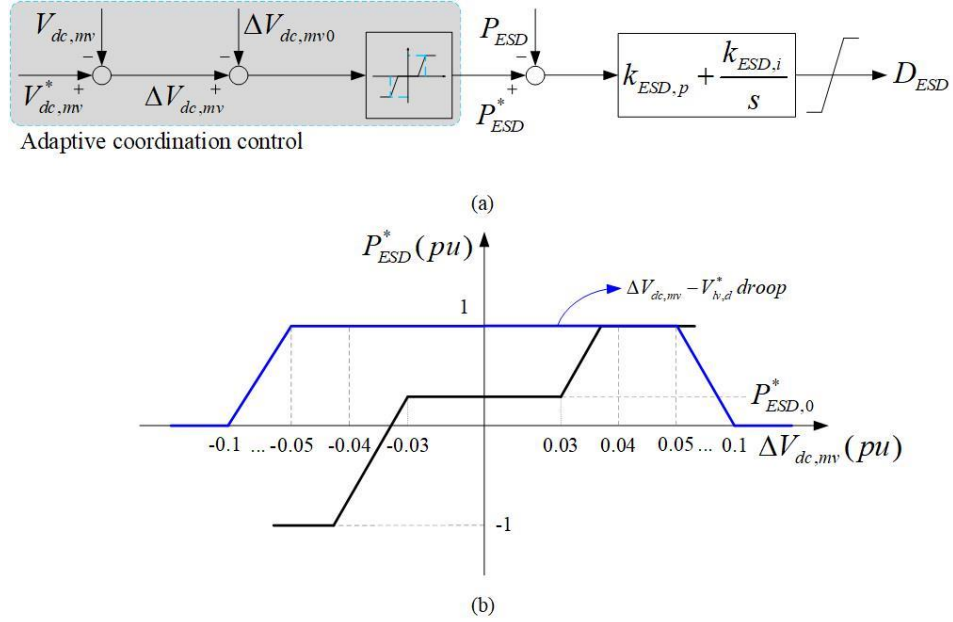 V_{dc,mv}
ΔV_{dc,mv0}
P_{ESD}
V^*_{dc,mv}
ΔV_{dc,mv}
P^*_{ESD}
k_{ESD,p} + \frac{k_{ESD,i}}{s}
D_{ESD}
− + − + − +
Adaptive coordination control
(a)
P^*_{ESD}(pu)
ΔV_{dc,mv} − V^*_{lv,d} droop
1
P^*_{ESD,0}
-0.1 ... -0.05 -0.04 -0.03 0.03 0.04 0.05 ... 0.1
ΔV_{dc,mv}(pu)
-1
(b)